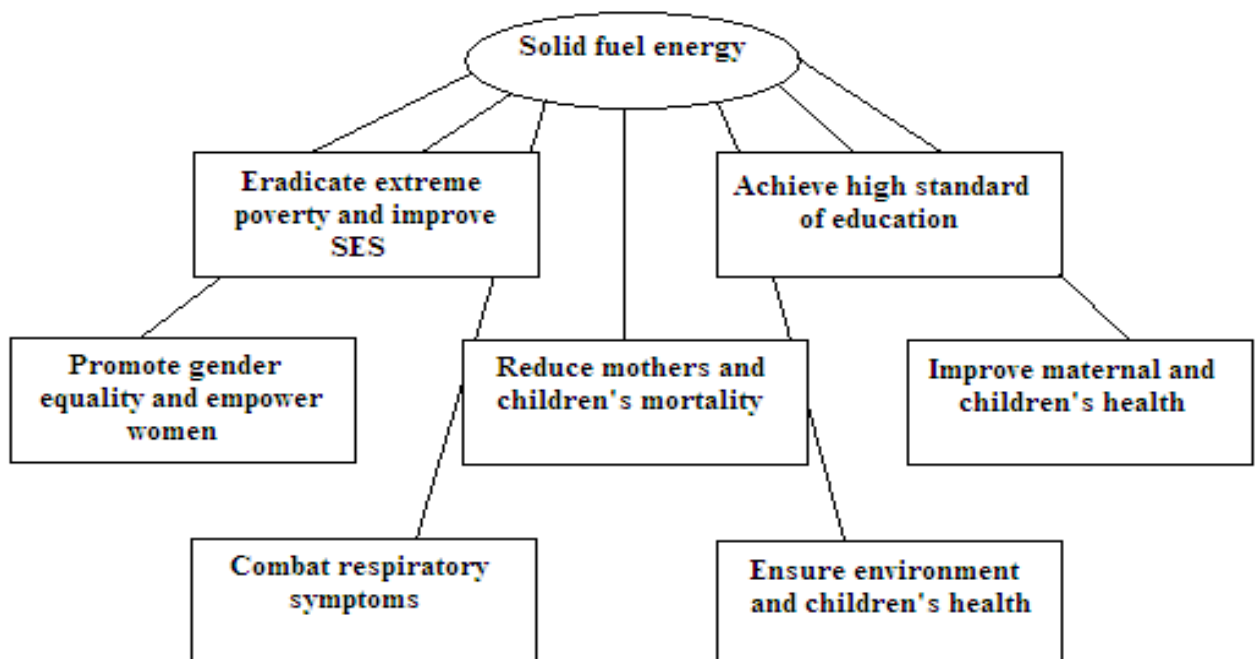 Solid fuel energy
Eradicate extreme
poverty and improve
SES
Achieve high standard
of education
Promote gender
equality and empower
women
Reduce mothers and
children's mortality
Improve maternal and
children's health
Combat respiratory
symptoms
Ensure environment
and children's health